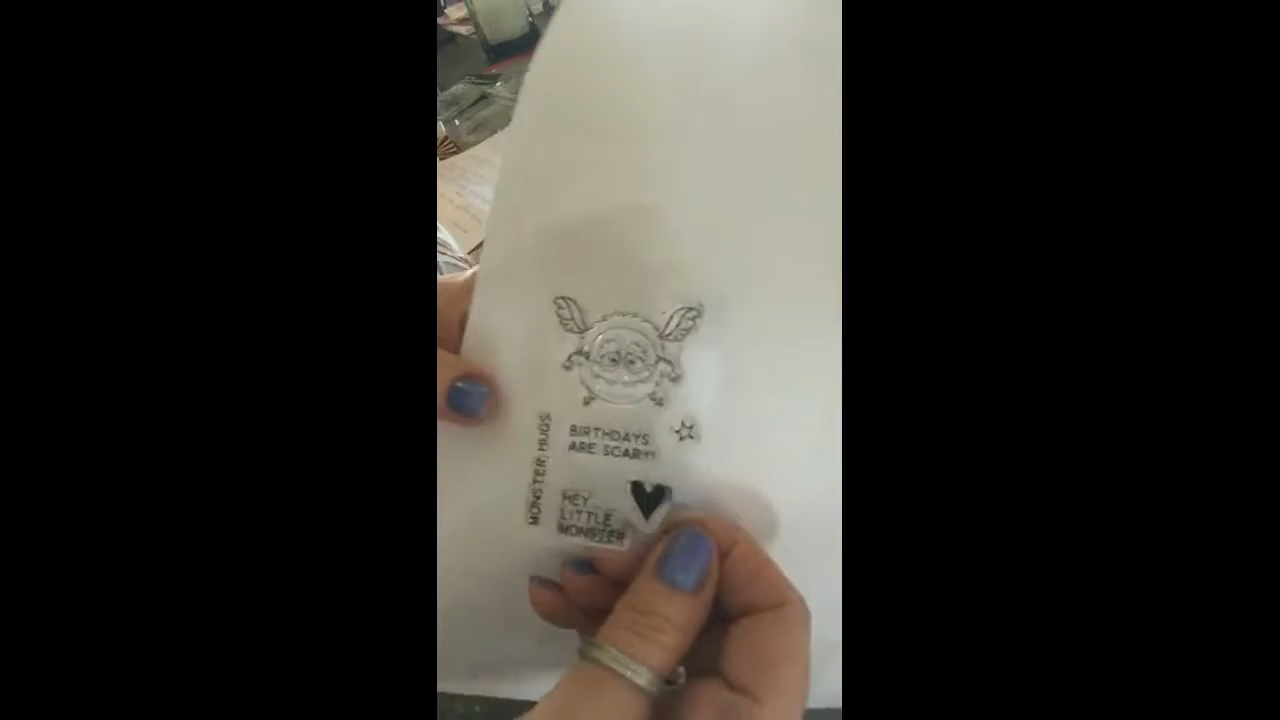 BIRTHDAYS
ARE SCARY!
MONSTER HUGS
HEY
LITTLE
MONSTER